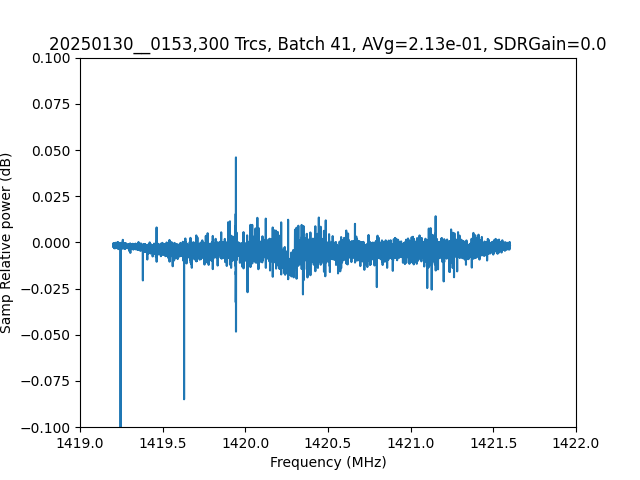 20250130__0153,300 Trcs, Batch 41, AVg=2.13e-01, SDRGain=0.0
0.100
0.075
0.050
0.025
0.000
−0.025
−0.050
−0.075
−0.100
Samp Relative power (dB)
1419.0 1419.5 1420.0 1420.5 1421.0 1421.5 1422.0
Frequency (MHz)